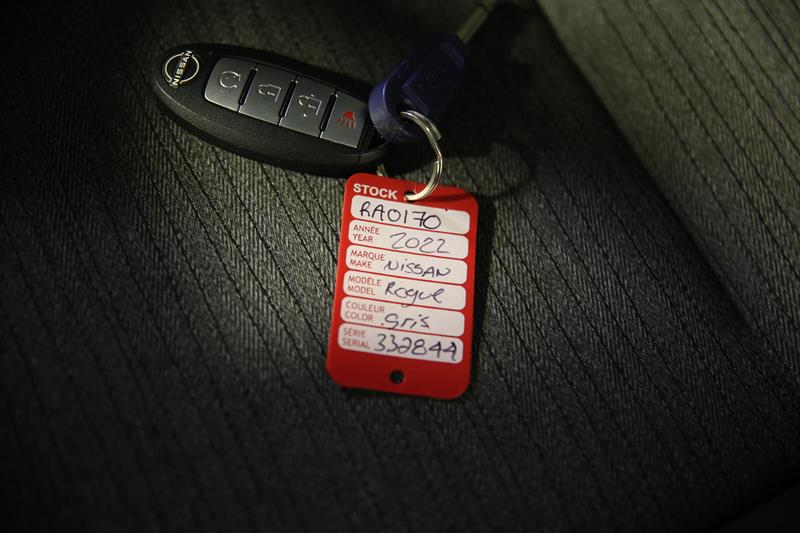 NISSAN
STOCK
RA0170
ANNÉE
YEAR 2022
MARQUE
MAKE NISSAN
MODÈLE
MODEL Rogue
COULEUR
COLOR gris
SÉRIE
SERIAL 332844